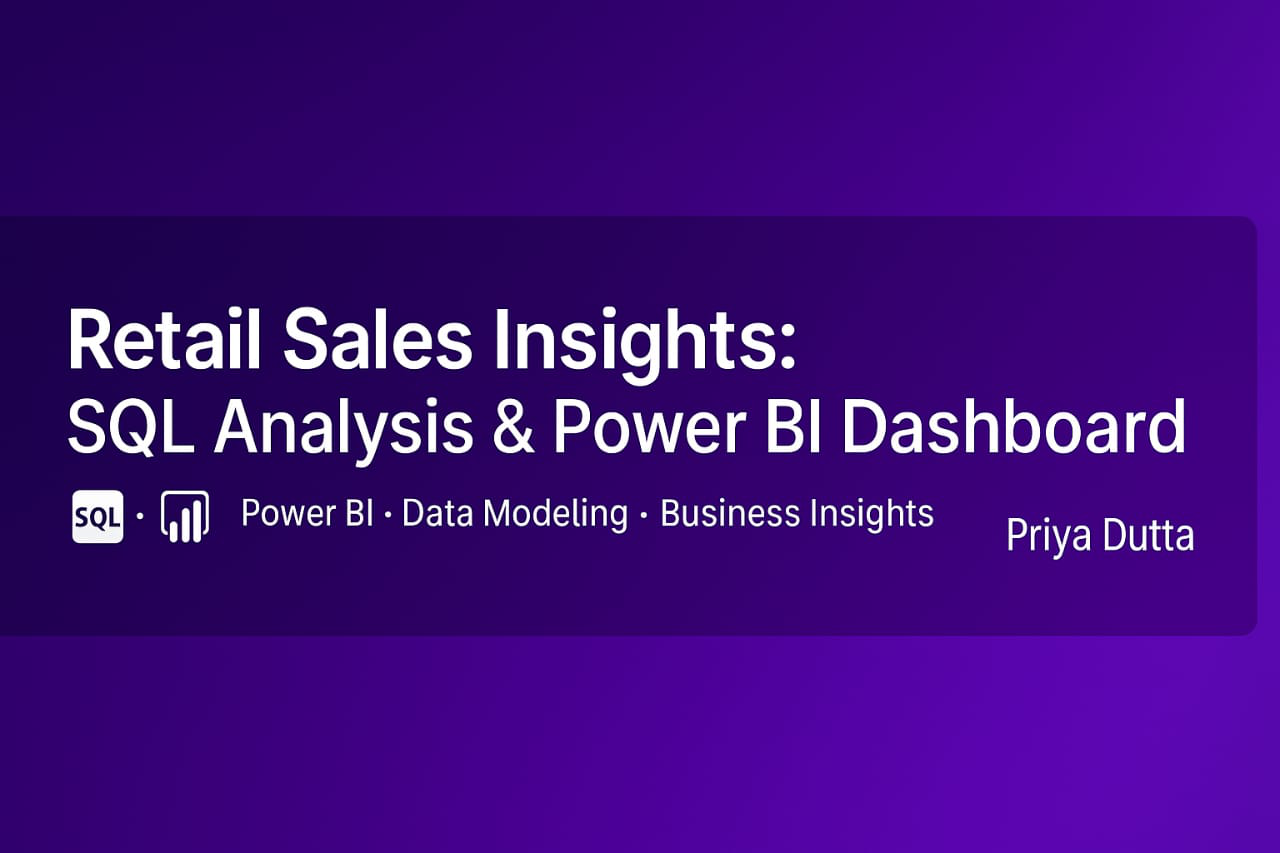 Retail Sales Insights:
SQL Analysis & Power BI Dashboard
SQL · Power BI · Data Modeling · Business Insights
Priya Dutta